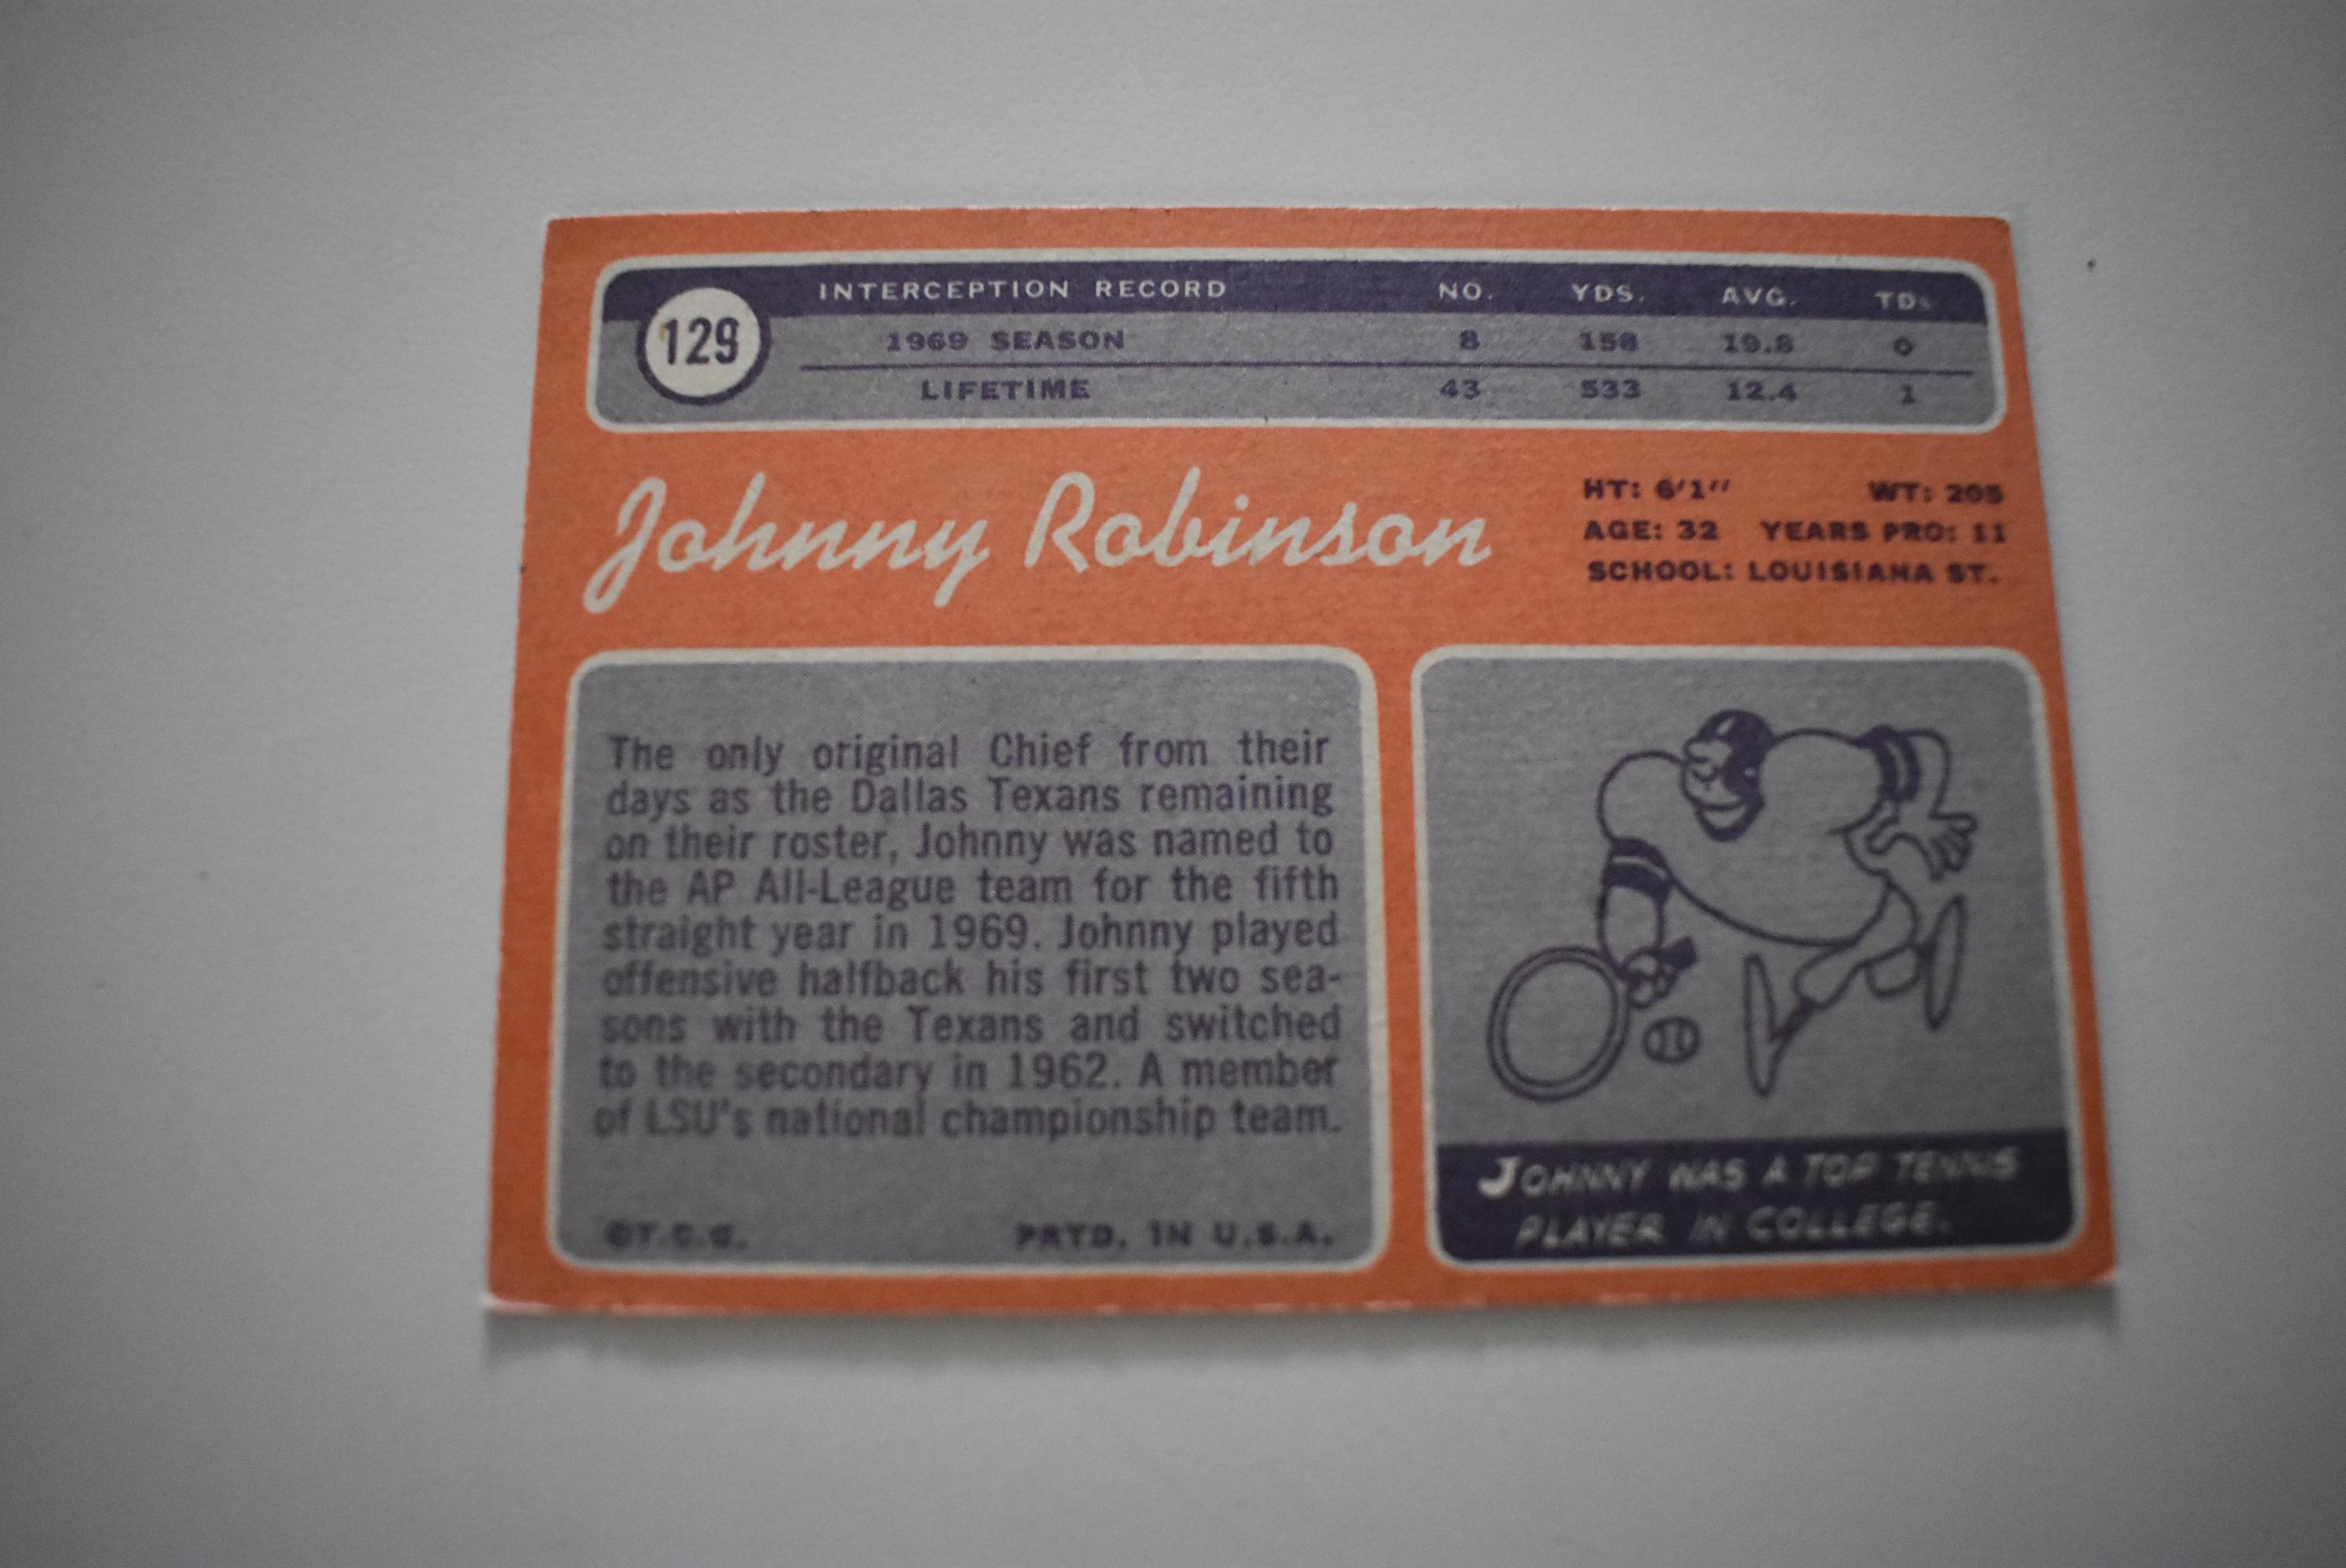 129
INTERCEPTION RECORD NO. YDS. AVG. TDs
1969 SEASON 8 158 19.8 0
LIFETIME 43 533 12.4 1
Johnny Robinson
HT: 6'1" WT: 205
AGE: 32 YEARS PRO: 11
SCHOOL: LOUISIANA ST.
The only original Chief from their
days as the Dallas Texans remaining
on their roster, Johnny was named to
the AP All-League team for the fifth
straight year in 1969. Johnny played
offensive halfback his first two sea-
sons with the Texans and switched
to the secondary in 1962. A member
of LSU's national championship team.
©T.C.G. PRTD. IN U.S.A.
JOHNNY WAS A TOP TENNIS
PLAYER IN COLLEGE.